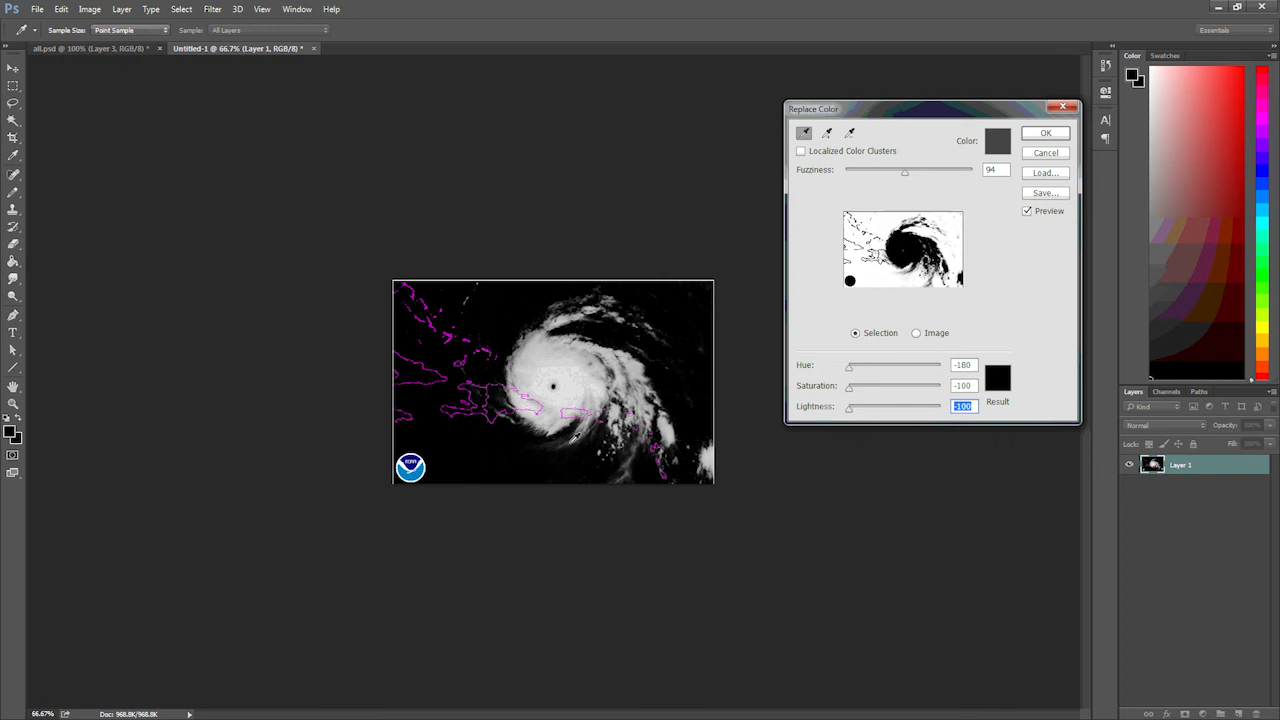 Ps File Edit Image Layer Type Select Filter 3D View Window Help
Sample Size: Point Sample Sample: All Layers Essentials
all.psd @ 100% (Layer 3, RGB/8) * × Untitled-1 @ 66.7% (Layer 1, RGB/8) * ×
Color Swatches
Replace Color
Color:
OK
Localized Color Clusters
Cancel
Fuzziness: 94
Load...
Save...
Preview
Selection Image
Hue: -180
Saturation: -100
Result
Lightness: -100
Layers Channels Paths
Kind
Normal Opacity: 100%
Lock: Fill: 100%
Layer 1
NOAA
66.67% Doc: 968.8K/968.8K